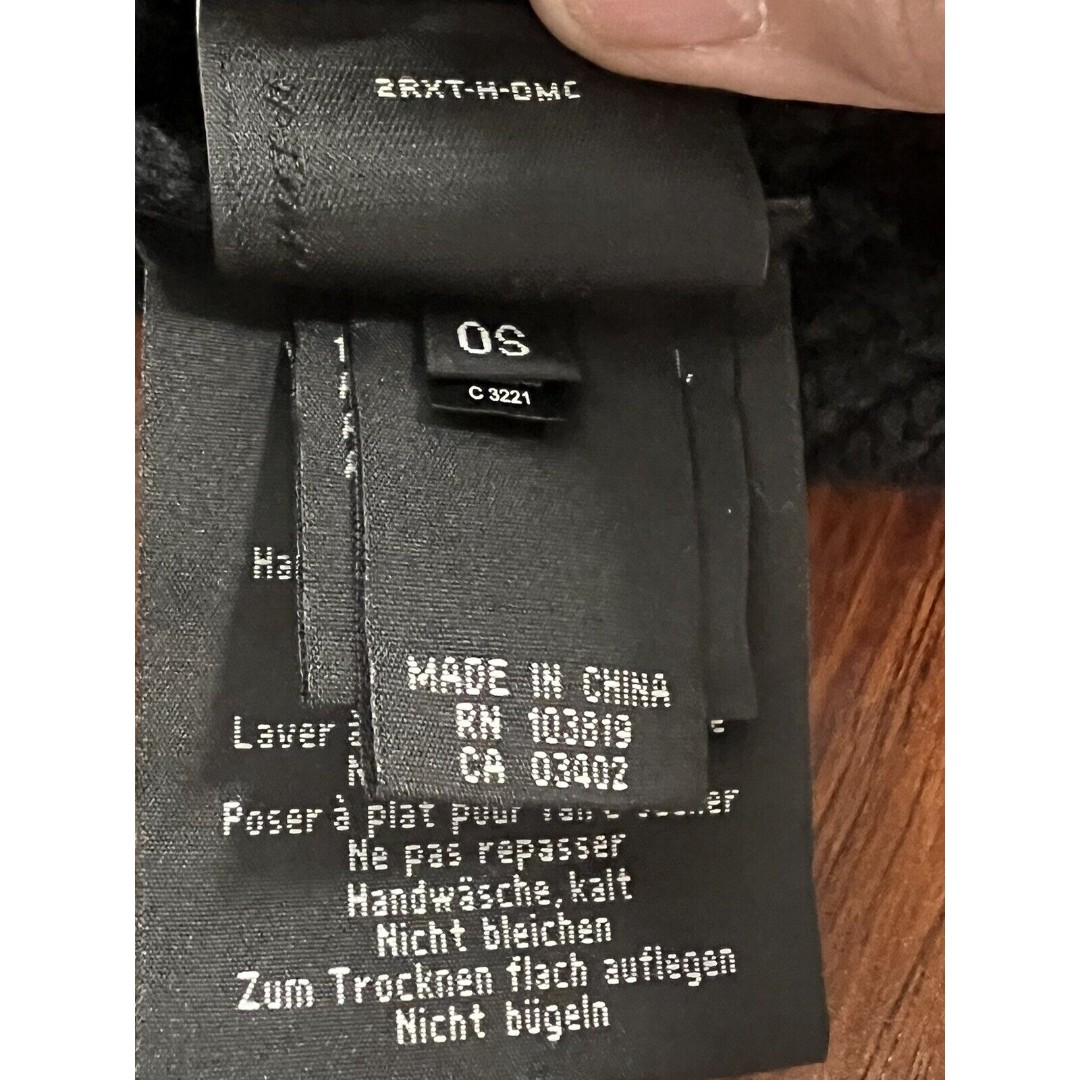 2RXT-H-DMC
OS
C 3221
MADE IN CHINA
RN 103819
CA 03402
Laver à
Poser à plat pour
Ne pas repasser
Handwäsche, kalt
Nicht bleichen
Zum Trocknen flach auflegen
Nicht bügeln